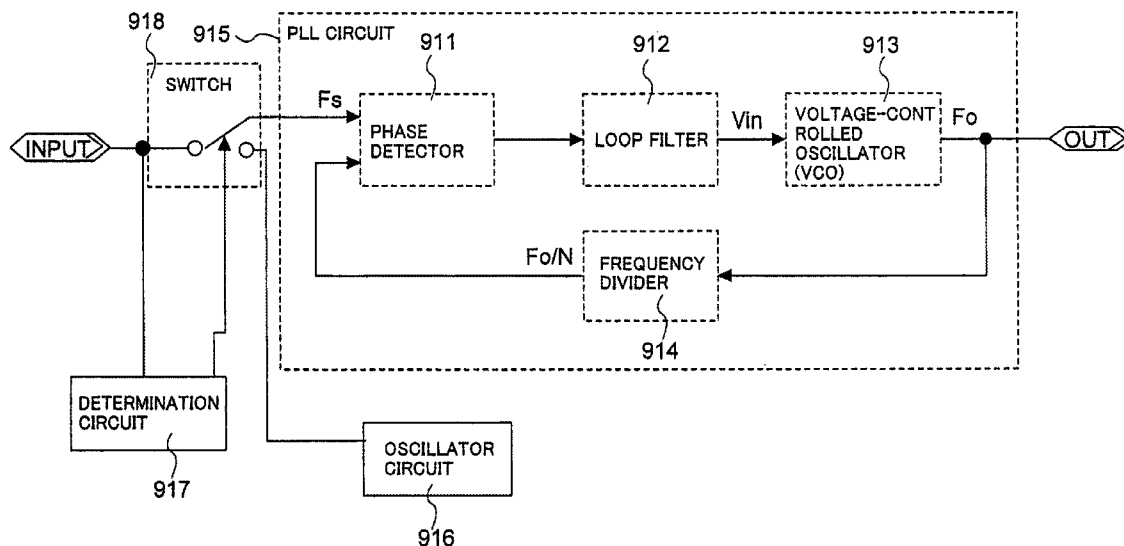 918
915
PLL CIRCUIT
911
912
913
SWITCH
Fs
PHASE
DETECTOR
LOOP FILTER
Vin
VOLTAGE-CONT
ROLLED
OSCILLATOR
(VCO)
Fo
INPUT
OUT
Fo/N
FREQUENCY
DIVIDER
914
DETERMINATION
CIRCUIT
917
OSCILLATOR
CIRCUIT
916